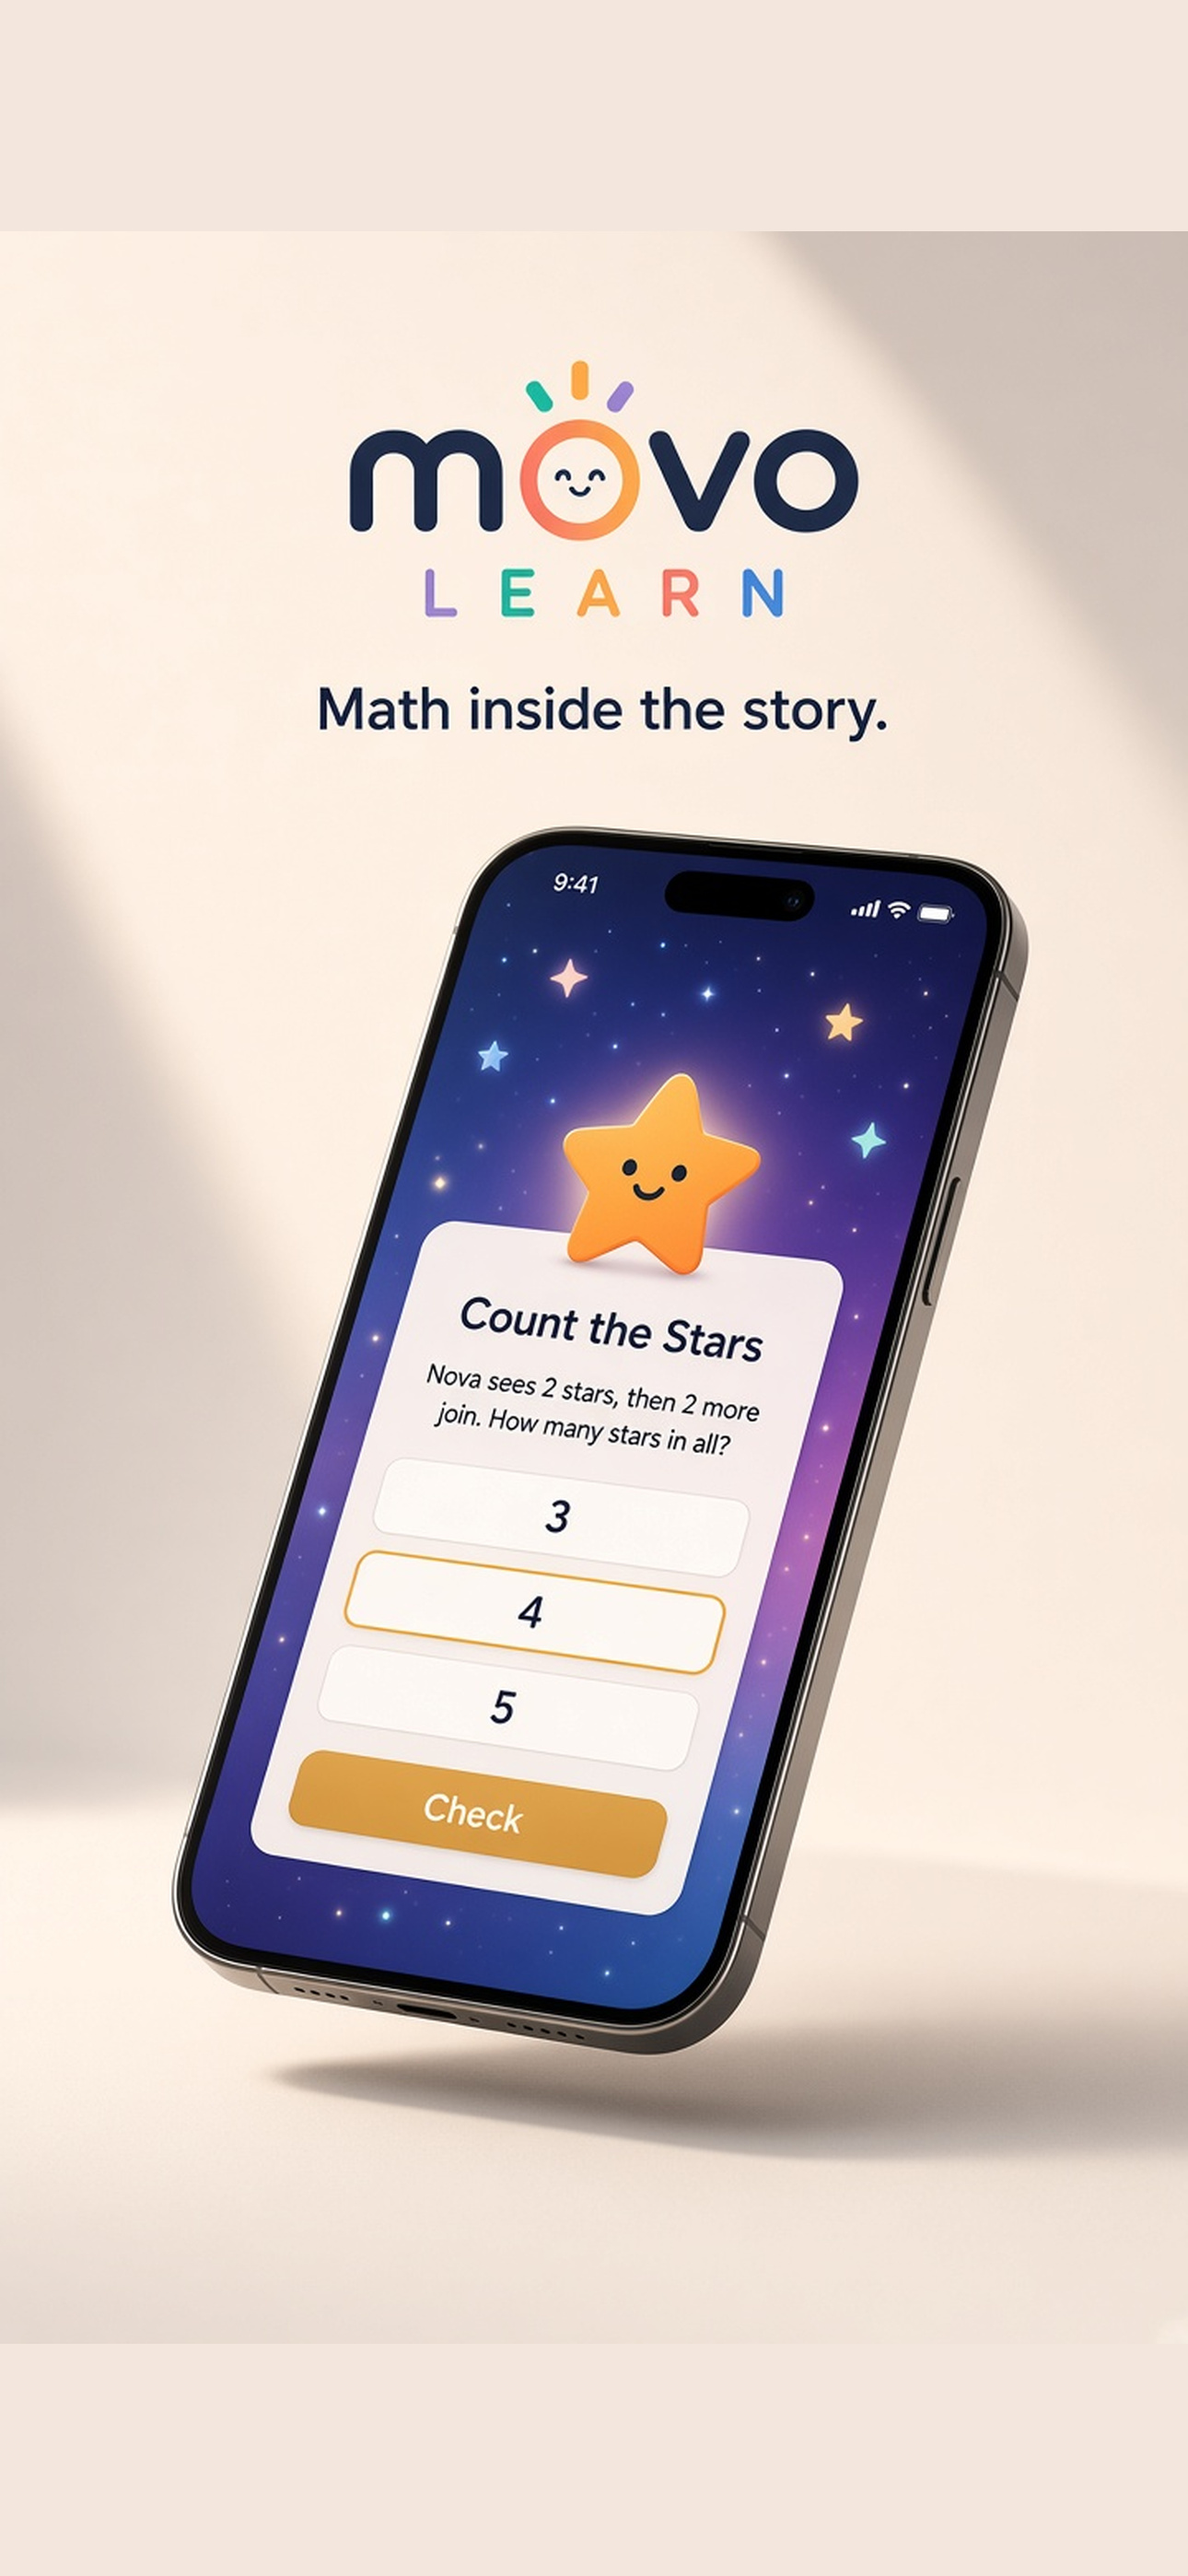 movo
LEARN
Math inside the story.
9:41
Count the Stars
Nova sees 2 stars, then 2 more
join. How many stars in all?
3
4
5
Check